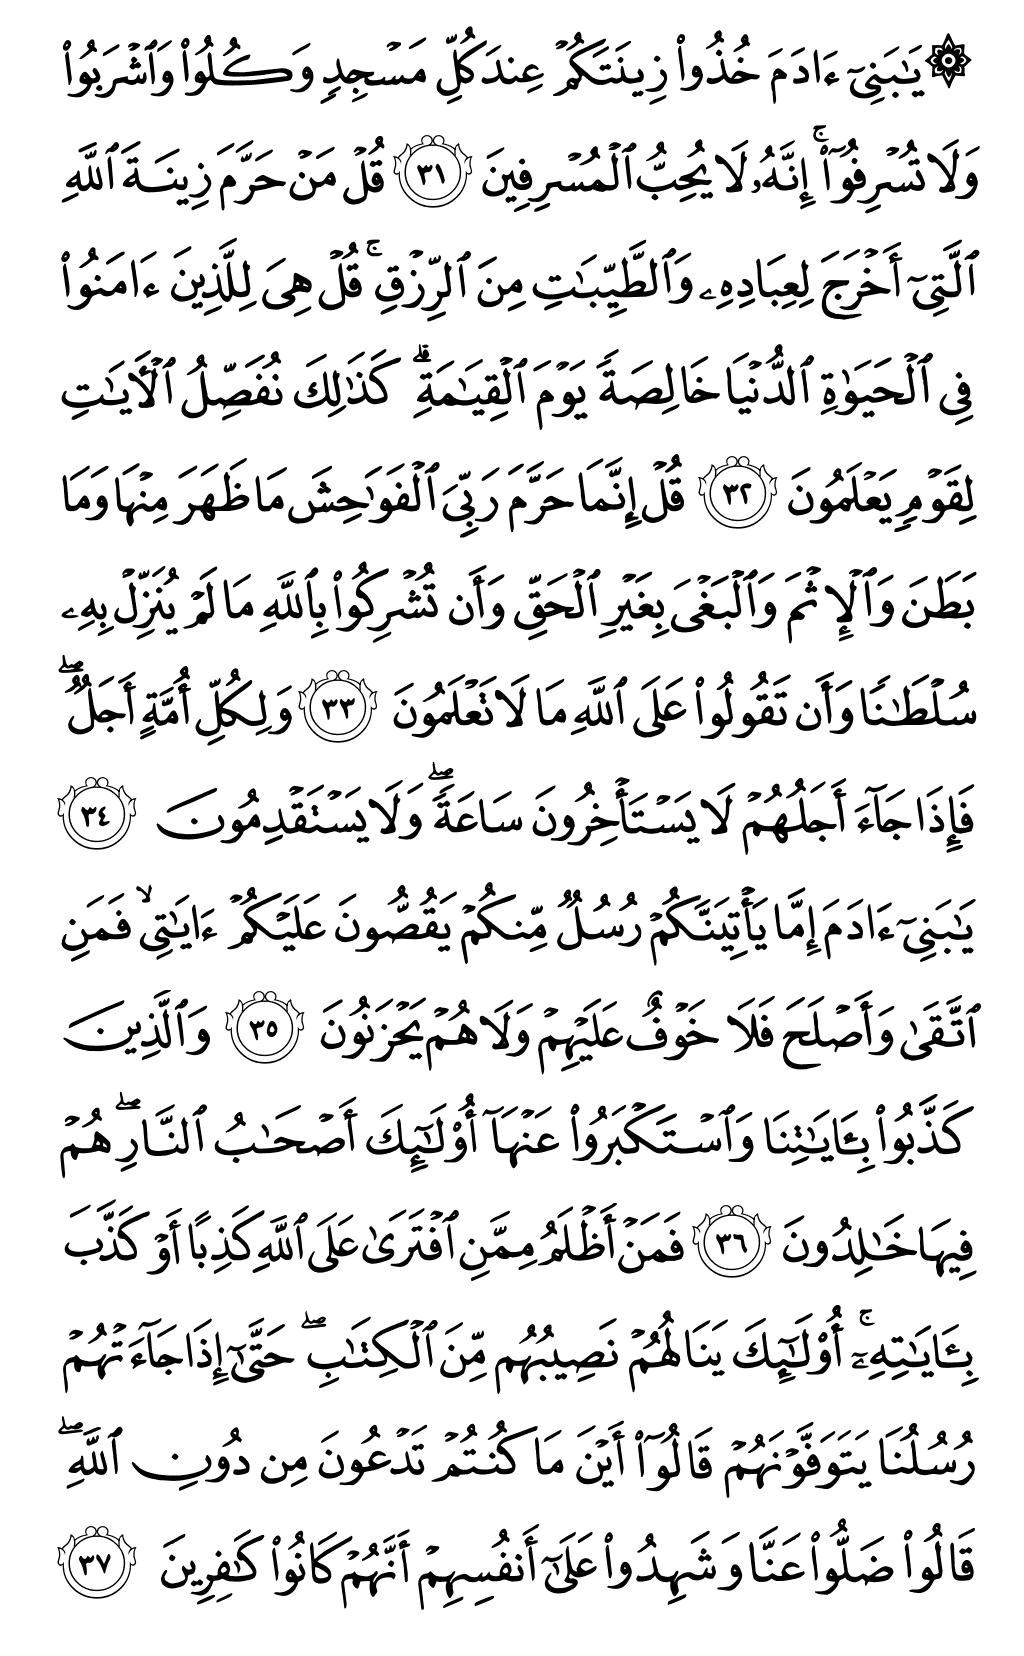 ۞ يَٰبَنِيٓ ءَادَمَ خُذُواْ زِينَتَكُمۡ عِندَ كُلِّ مَسۡجِدٖ وَكُلُواْ وَٱشۡرَبُواْ
وَلَا تُسۡرِفُوٓاْۚ إِنَّهُۥ لَا يُحِبُّ ٱلۡمُسۡرِفِينَ ٣١ قُلۡ مَنۡ حَرَّمَ زِينَةَ ٱللَّهِ
ٱلَّتِيٓ أَخۡرَجَ لِعِبَادِهِۦ وَٱلطَّيِّبَٰتِ مِنَ ٱلرِّزۡقِۚ قُلۡ هِيَ لِلَّذِينَ ءَامَنُواْ
فِي ٱلۡحَيَوٰةِ ٱلدُّنۡيَا خَالِصَةٗ يَوۡمَ ٱلۡقِيَٰمَةِۗ كَذَٰلِكَ نُفَصِّلُ ٱلۡأٓيَٰتِ
لِقَوۡمٖ يَعۡلَمُونَ ٣٢ قُلۡ إِنَّمَا حَرَّمَ رَبِّيَ ٱلۡفَوَٰحِشَ مَا ظَهَرَ مِنۡهَا وَمَا
بَطَنَ وَٱلۡإِثۡمَ وَٱلۡبَغۡيَ بِغَيۡرِ ٱلۡحَقِّ وَأَن تُشۡرِكُواْ بِٱللَّهِ مَا لَمۡ يُنَزِّلۡ بِهِۦ
سُلۡطَٰنٗا وَأَن تَقُولُواْ عَلَى ٱللَّهِ مَا لَا تَعۡلَمُونَ ٣٣ وَلِكُلِّ أُمَّةٍ أَجَلٞۖ
فَإِذَا جَآءَ أَجَلُهُمۡ لَا يَسۡتَأۡخِرُونَ سَاعَةٗۖ وَلَا يَسۡتَقۡدِمُونَ ٣٤
يَٰبَنِيٓ ءَادَمَ إِمَّا يَأۡتِيَنَّكُمۡ رُسُلٞ مِّنكُمۡ يَقُصُّونَ عَلَيۡكُمۡ ءَايَٰتِي ۙ فَمَنِ
ٱتَّقَىٰ وَأَصۡلَحَ فَلَا خَوۡفٌ عَلَيۡهِمۡ وَلَا هُمۡ يَحۡزَنُونَ ٣٥ وَٱلَّذِينَ
كَذَّبُواْ بِـَٔايَٰتِنَا وَٱسۡتَكۡبَرُواْ عَنۡهَآ أُوْلَٰٓئِكَ أَصۡحَٰبُ ٱلنَّارِۖ هُمۡ
فِيهَا خَٰلِدُونَ ٣٦ فَمَنۡ أَظۡلَمُ مِمَّنِ ٱفۡتَرَىٰ عَلَى ٱللَّهِ كَذِبًا أَوۡ كَذَّبَ
بِـَٔايَٰتِهِۦٓۚ أُوْلَٰٓئِكَ يَنَالُهُمۡ نَصِيبُهُم مِّنَ ٱلۡكِتَٰبِۖ حَتَّىٰٓ إِذَا جَآءَتۡهُمۡ
رُسُلُنَا يَتَوَفَّوۡنَهُمۡ قَالُوٓاْ أَيۡنَ مَا كُنتُمۡ تَدۡعُونَ مِن دُونِ ٱللَّهِۖ
قَالُواْ ضَلُّواْ عَنَّا وَشَهِدُواْ عَلَىٰٓ أَنفُسِهِمۡ أَنَّهُمۡ كَانُواْ كَٰفِرِينَ ٣٧